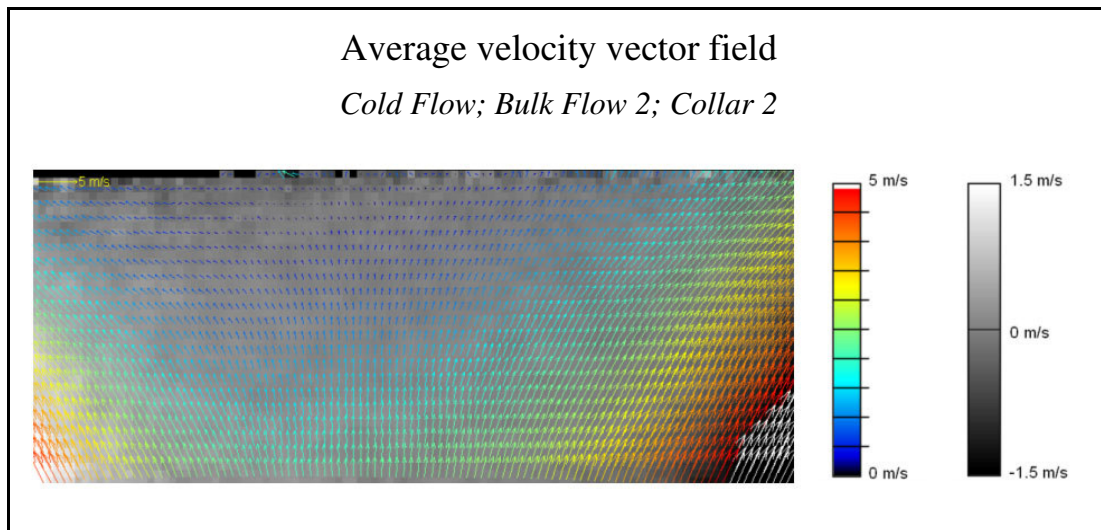 Average velocity vector field
Cold Flow; Bulk Flow 2; Collar 2
5 m/s
5 m/s
0 m/s
1.5 m/s
0 m/s
-1.5 m/s